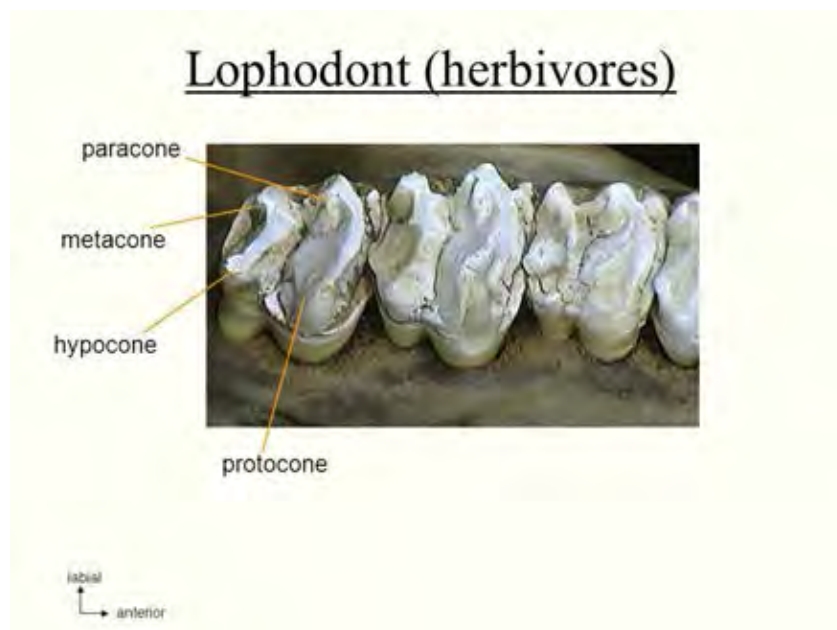 Lophodont (herbivores)
paracone
metacone
hypocone
protocone
labial
anterior